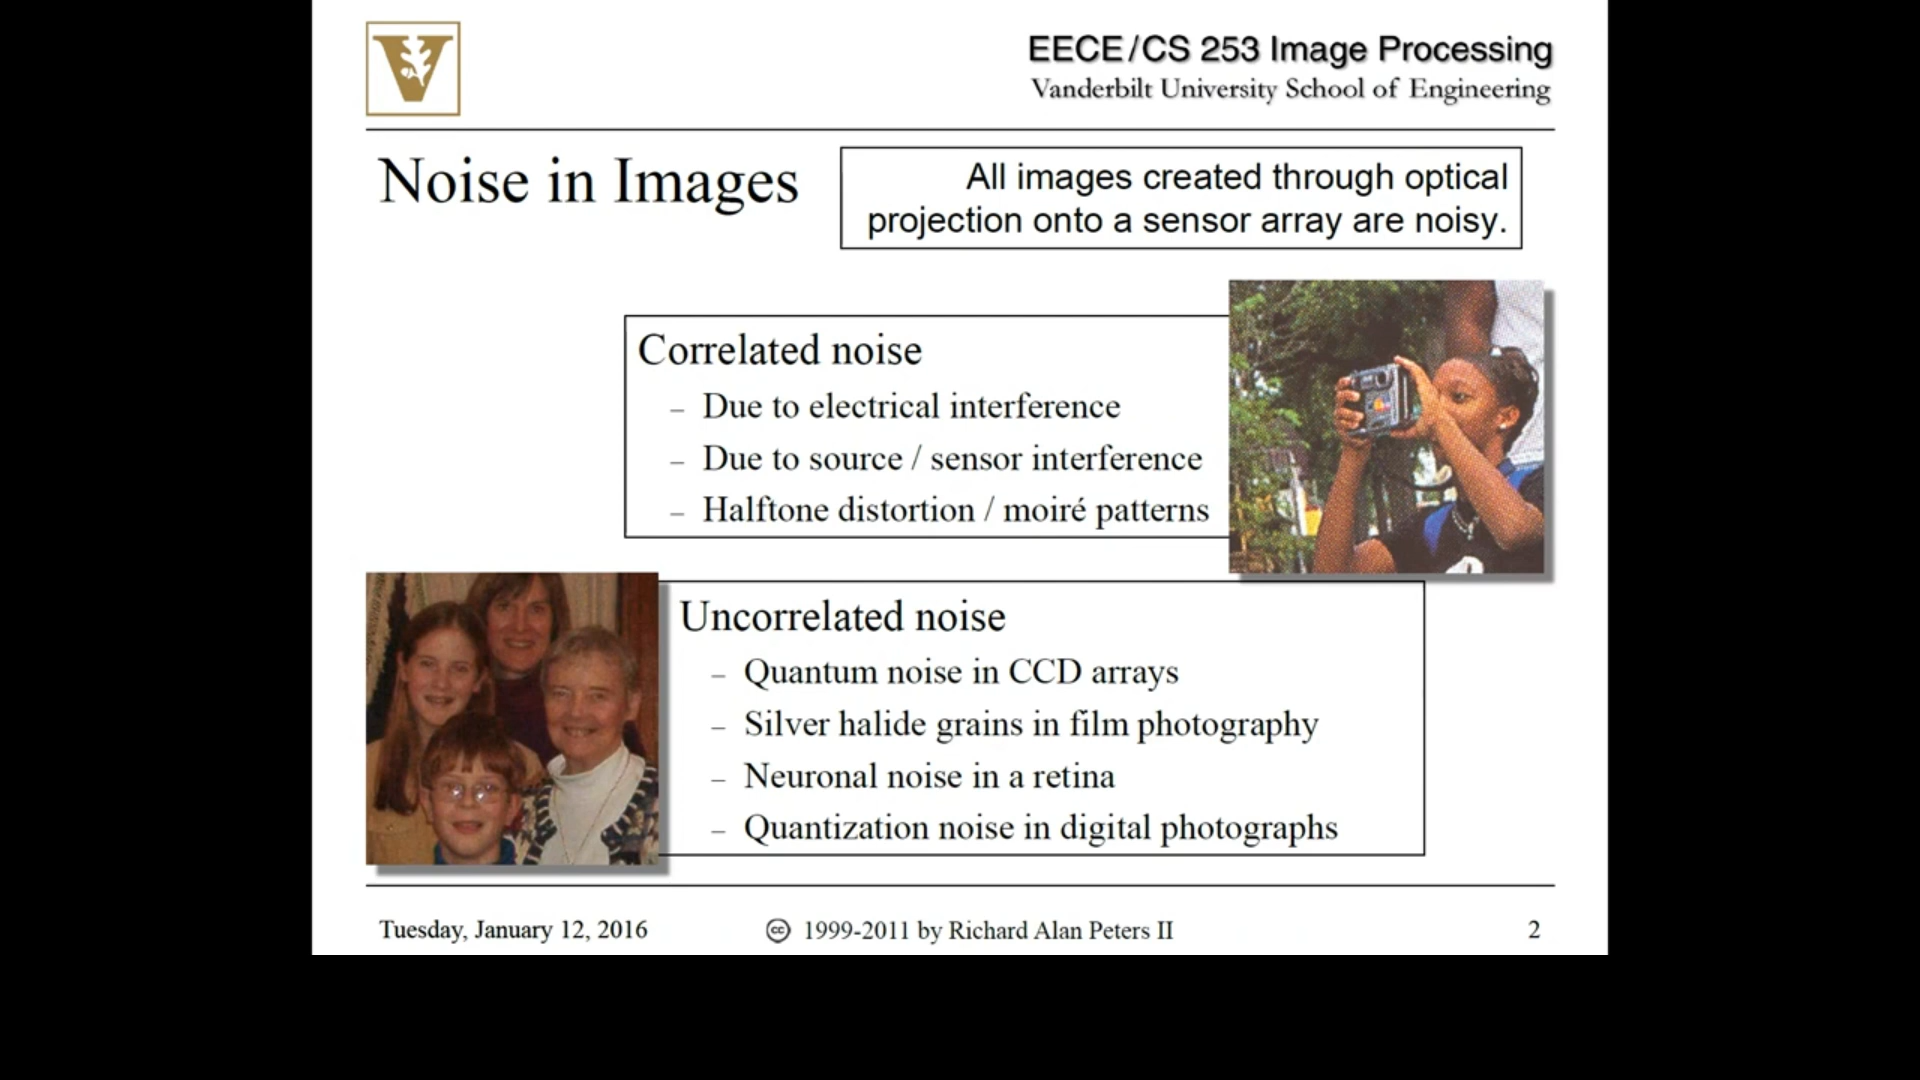 EECE/CS 253 Image Processing
Vanderbilt University School of Engineering
Noise in Images
All images created through optical
projection onto a sensor array are noisy.
Correlated noise
– Due to electrical interference
– Due to source / sensor interference
– Halftone distortion / moiré patterns
Uncorrelated noise
– Quantum noise in CCD arrays
– Silver halide grains in film photography
– Neuronal noise in a retina
– Quantization noise in digital photographs
Tuesday, January 12, 2016
cc 1999-2011 by Richard Alan Peters II
2